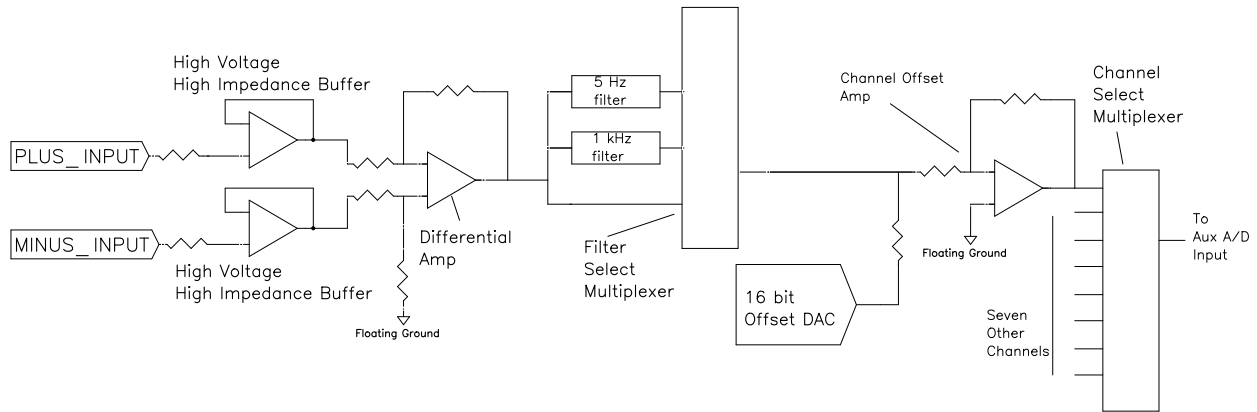 High Voltage
High Impedance Buffer
PLUS_INPUT
MINUS_INPUT
High Voltage
High Impedance Buffer
Differential
Amp
Floating Ground
5 Hz
filter
1 kHz
filter
Filter
Select
Multiplexer
16 bit
Offset DAC
Channel Offset
Amp
Floating Ground
Channel
Select
Multiplexer
Seven
Other
Channels
To
Aux A/D
Input